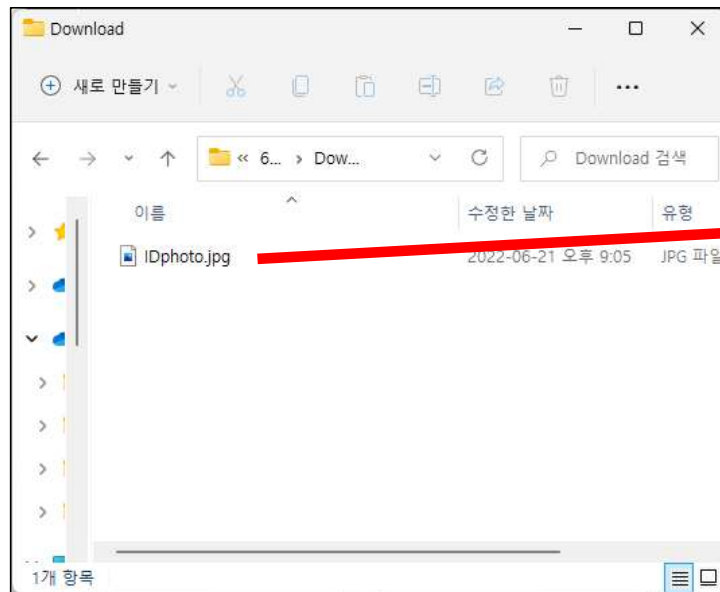 Download
새로 만들기
« 6... > Dow...
Download 검색
이름 수정한 날짜 유형
IDphoto.jpg 2022-06-21 오후 9:05 JPG 파일
1개 항목